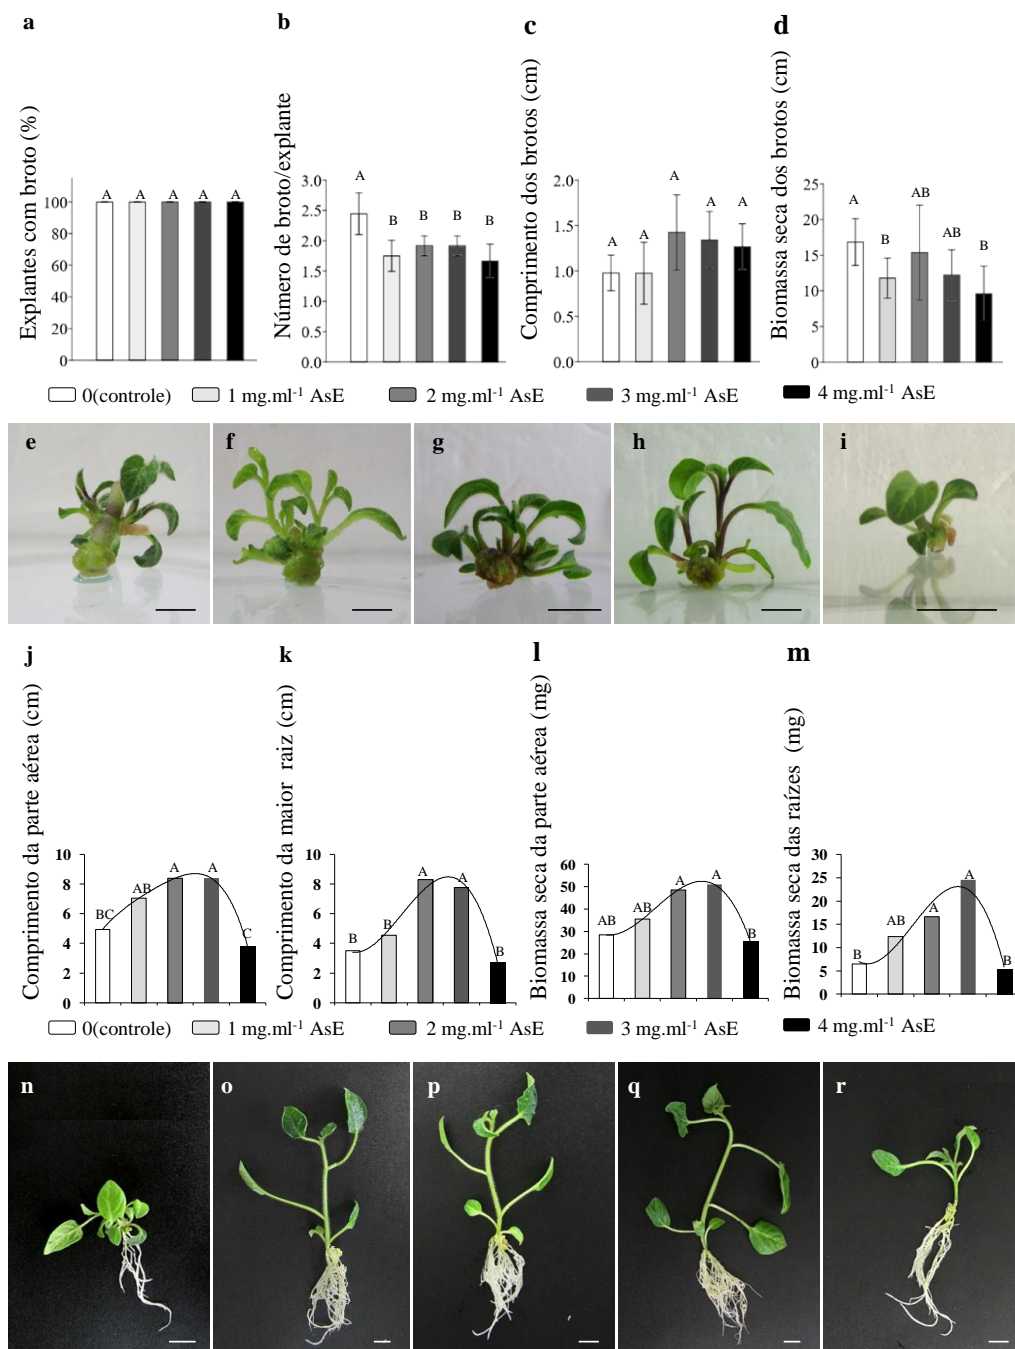 a
b
c
d
Explantes com broto (%)
100
80
60
40
20
0
A A A A A
Número de broto/explante
3.0
2.5
2.0
1.5
1.0
0.5
0.0
A B B B B
Comprimento dos brotos (cm)
2.0
1.5
1.0
0.5
0.0
A A A A A
Biomassa seca dos brotos (cm)
25
20
15
10
5
0
A B AB AB B
0(controle) 1 mg.ml-1 AsE 2 mg.ml-1 AsE 3 mg.ml-1 AsE 4 mg.ml-1 AsE
e f g h i
j
k
l
m
Comprimento da parte aérea (cm)
10
8
6
4
2
0
BC AB A A C
Comprimento da maior raiz (cm)
10
8
6
4
2
0
B B A A B
Biomassa seca da parte aérea (mg)
60
50
40
30
20
10
0
AB AB A A B
Biomassa seca das raízes (mg)
30
25
20
15
10
5
0
B AB A A B
0(controle) 1 mg.ml-1 AsE 2 mg.ml-1 AsE 3 mg.ml-1 AsE 4 mg.ml-1 AsE
n o p q r